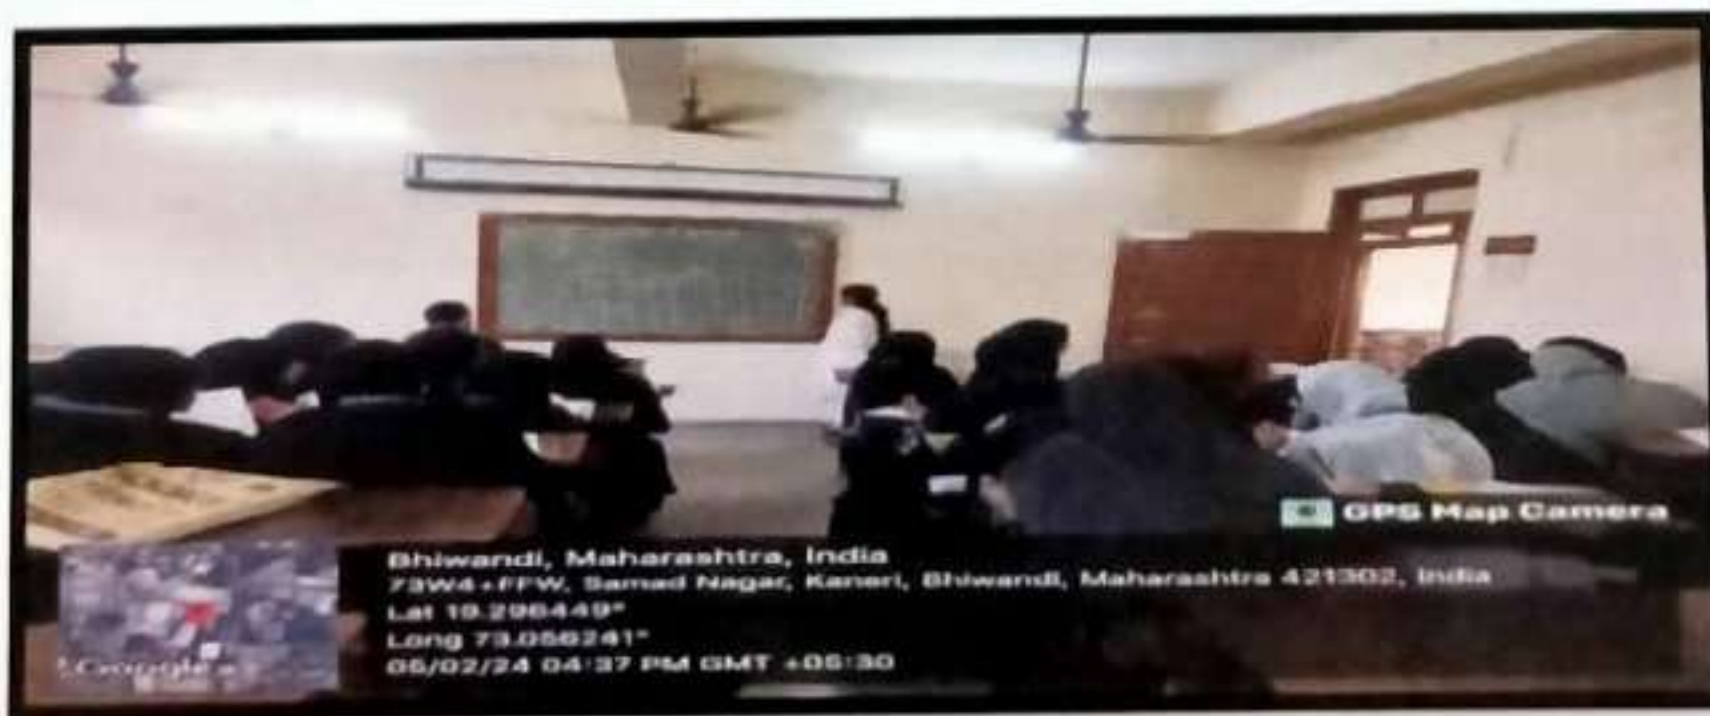 GPS Map Camera
Bhiwandi, Maharashtra, India
73W4+FFW, Samad Nagar, Kaneri, Bhiwandi, Maharashtra 421302, India
Lat 19.296449°
Long 73.056241°
06/02/24 04:37 PM GMT +05:30
Google